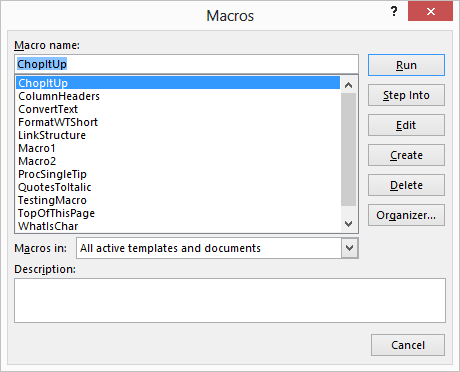 Macros
?
Macro name:
ChopItUp
Run
ChopItUp
ColumnHeaders
ConvertText
FormatWTShort
LinkStructure
Macro1
Macro2
ProcSingleTip
QuotesToItalic
TestingMacro
TopOfThisPage
WhatIsChar
Step Into
Edit
Create
Delete
Organizer...
Macros in:
All active templates and documents
Description:
Cancel